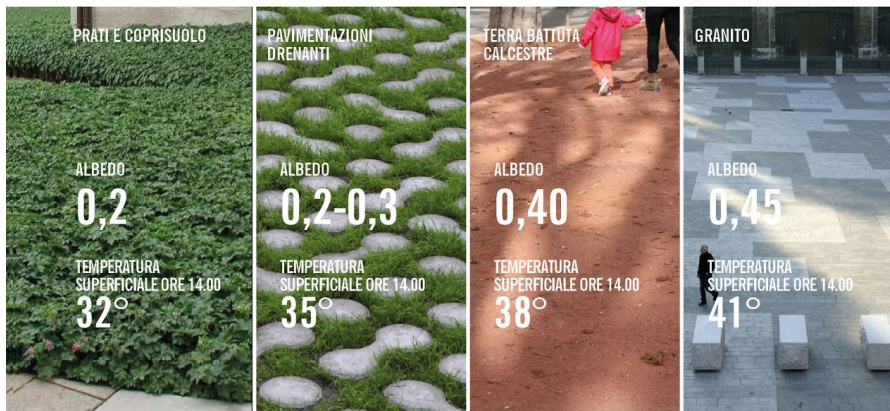 PRATI E COPRISUOLO
ALBEDO
0,2
TEMPERATURA
SUPERFICIALE ORE 14.00
32°
PAVIMENTAZIONI
DRENANTI
ALBEDO
0,2-0,3
TEMPERATURA
SUPERFICIALE ORE 14.00
35°
TERRA BATTUTA
CALCESTRE
ALBEDO
0,40
TEMPERATURA
SUPERFICIALE ORE 14.00
38°
GRANITO
ALBEDO
0,45
TEMPERATURA
SUPERFICIALE ORE 14.00
41°